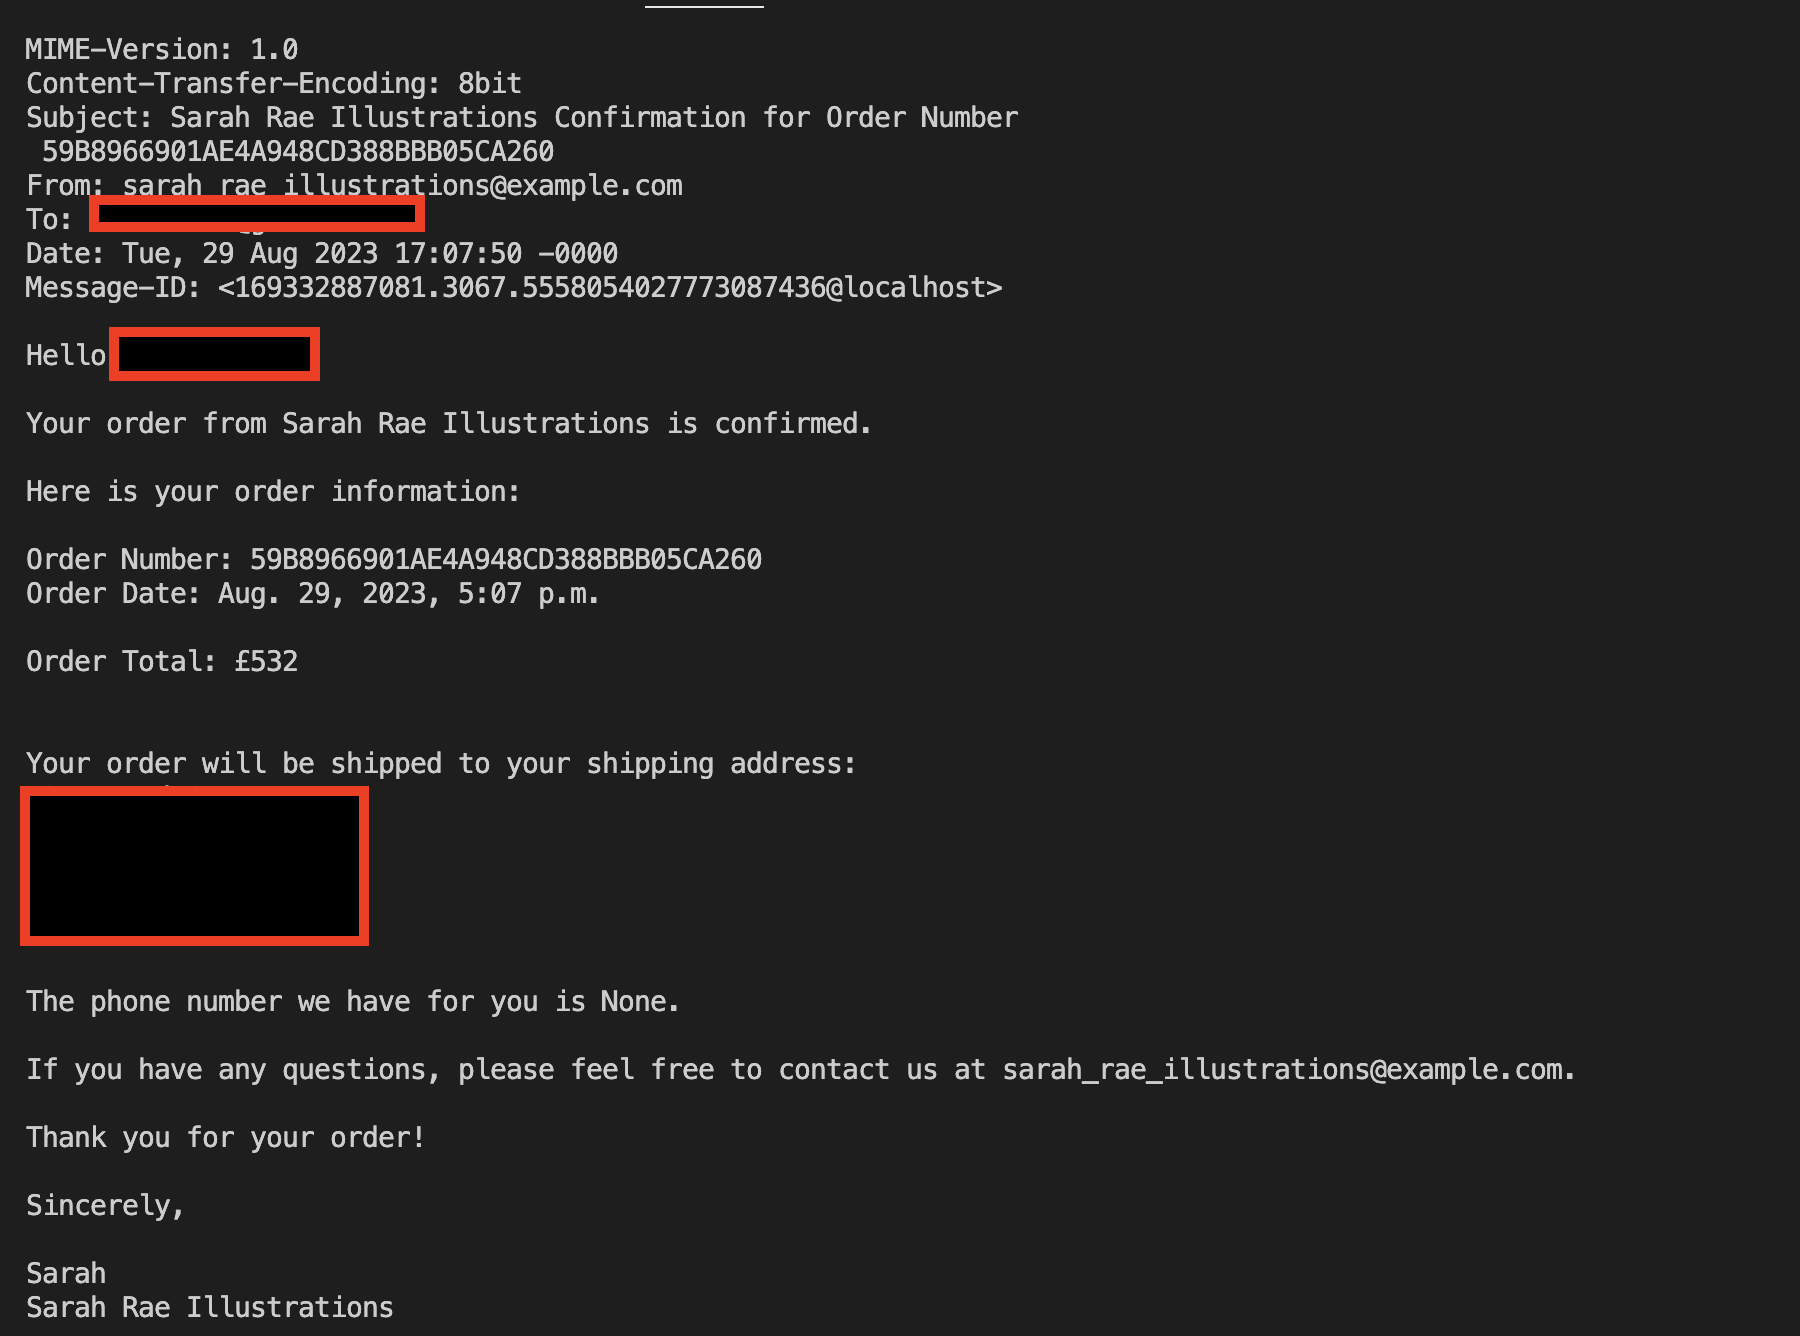 MIME-Version: 1.0
Content-Transfer-Encoding: 8bit
Subject: Sarah Rae Illustrations Confirmation for Order Number
59B8966901AE4A948CD388BBB05CA260
From: sarah_rae_illustrations@example.com
To:
Date: Tue, 29 Aug 2023 17:07:50 -0000
Message-ID: <169332887081.3067.5558054027773087436@localhost>
Hello
Your order from Sarah Rae Illustrations is confirmed.
Here is your order information:
Order Number: 59B8966901AE4A948CD388BBB05CA260
Order Date: Aug. 29, 2023, 5:07 p.m.
Order Total: £532
Your order will be shipped to your shipping address:
The phone number we have for you is None.
If you have any questions, please feel free to contact us at sarah_rae_illustrations@example.com.
Thank you for your order!
Sincerely,
Sarah
Sarah Rae Illustrations